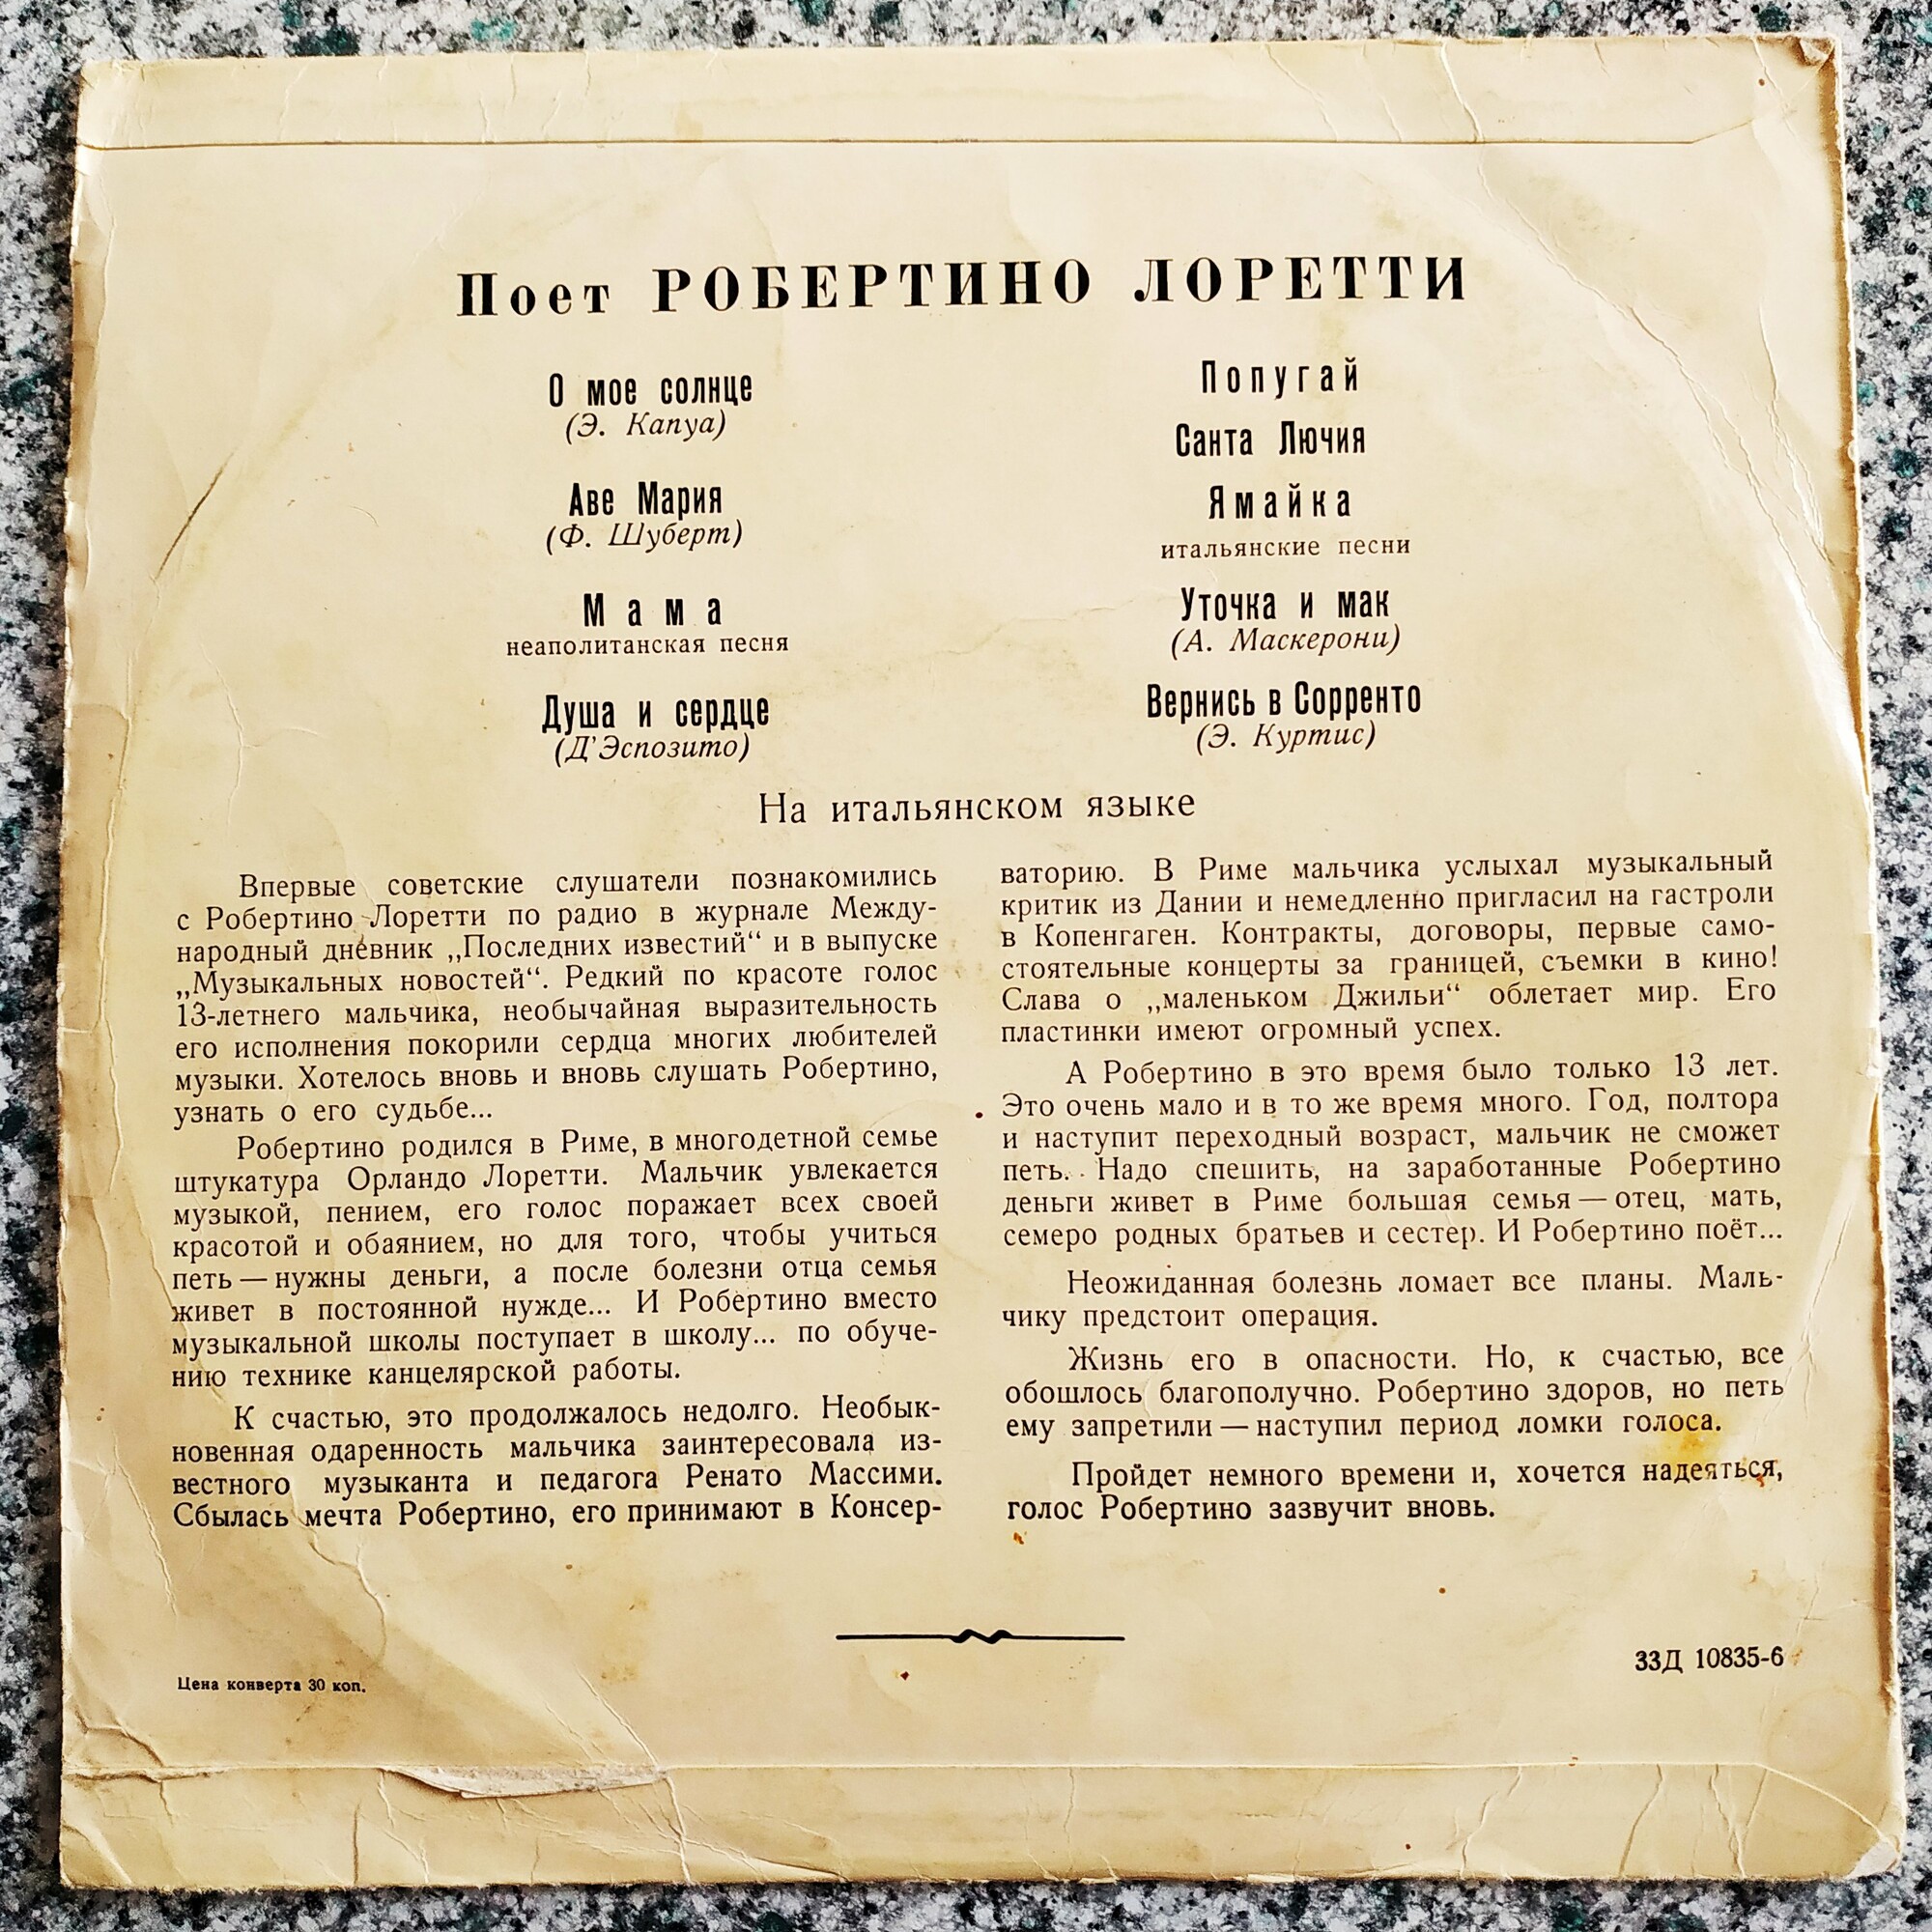 Поет РОБЕРТИНО ЛОРЕТТИ
О мое солнце
(Э. Капуа)
Аве Мария
(Ф. Шуберт)
Мама
неаполитанская песня
Душа и сердце
(Д'Эспозито)
Попугай
Санта Лючия
Ямайка
итальянские песни
Уточка и мак
(А. Маскерони)
Вернись в Сорренто
(Э. Куртис)
На итальянском языке
Впервые советские слушатели познакомились
с Робертино Лоретти по радио в журнале Между-
народный дневник „Последних известий“ и в выпуске
„Музыкальных новостей“. Редкий по красоте голос
13-летнего мальчика, необычайная выразительность
его исполнения покорили сердца многих любителей
музыки. Хотелось вновь и вновь слушать Робертино,
узнать о его судьбе...
Робертино родился в Риме, в многодетной семье
штукатура Орландо Лоретти. Мальчик увлекается
музыкой, пением, его голос поражает всех своей
красотой и обаянием, но для того, чтобы учиться
петь — нужны деньги, а после болезни отца семья
живет в постоянной нужде... И Робертино вместо
музыкальной школы поступает в школу... по обуче-
нию технике канцелярской работы.
К счастью, это продолжалось недолго. Необык-
новенная одаренность мальчика заинтересовала из-
вестного музыканта и педагога Ренато Массими.
Сбылась мечта Робертино, его принимают в Консер-
ваторию. В Риме мальчика услыхал музыкальный
критик из Дании и немедленно пригласил на гастроли
в Копенгаген. Контракты, договоры, первые само-
стоятельные концерты за границей, съемки в кино!
Слава о „маленьком Джильи“ облетает мир. Его
пластинки имеют огромный успех.
А Робертино в это время было только 13 лет.
Это очень мало и в то же время много. Год, полтора
и наступит переходный возраст, мальчик не сможет
петь. Надо спешить, на заработанные Робертино
деньги живет в Риме большая семья — отец, мать,
семеро родных братьев и сестер. И Робертино поёт...
Неожиданная болезнь ломает все планы. Маль-
чику предстоит операция.
Жизнь его в опасности. Но, к счастью, все
обошлось благополучно. Робертино здоров, но петь
ему запретили — наступил период ломки голоса.
Пройдет немного времени и, хочется надеяться,
голос Робертино зазвучит вновь.
Цена конверта 30 коп.
33Д 10835-6